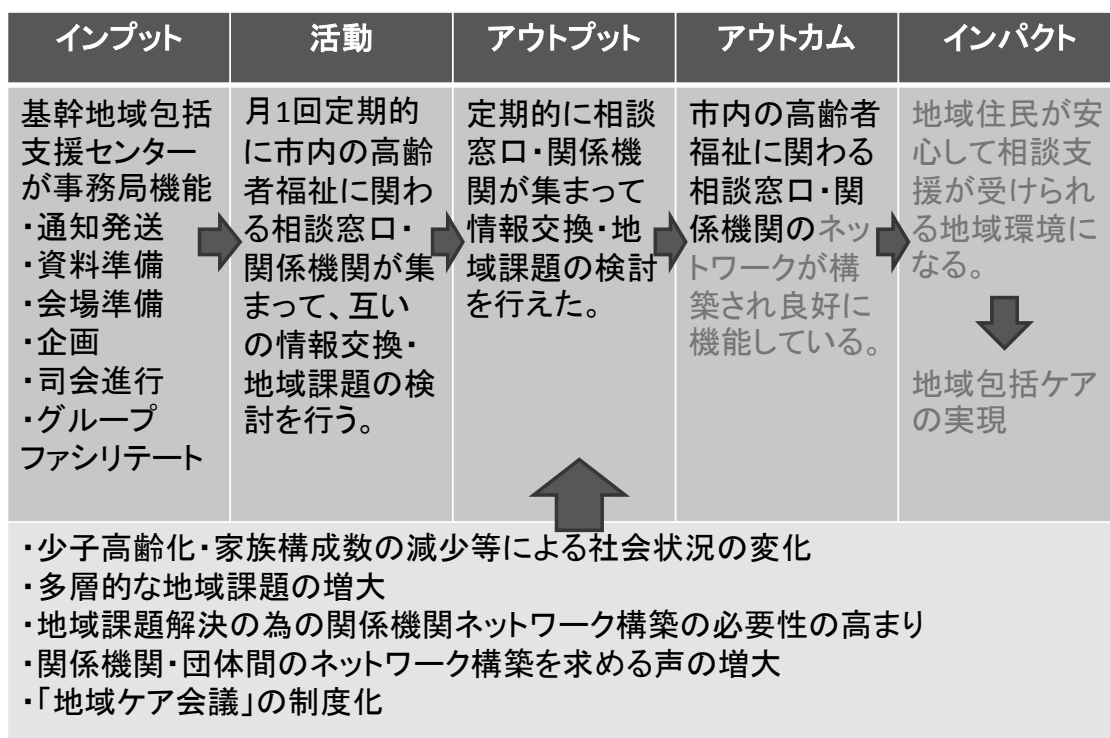 インプット
活動
アウトプット
アウトカム
インパクト
基幹地域包括
支援センター
が事務局機能
・通知発送
・資料準備
・会場準備
・企画
・司会進行
・グループ
ファシリテート
月1回定期的
に市内の高齢
者福祉に関わ
る相談窓口・
関係機関が集
まって、互い
の情報交換・
地域課題の検
討を行う。
定期的に相談
窓口・関係機
関が集まって
情報交換・地
域課題の検討
を行えた。
市内の高齢者
福祉に関わる
相談窓口・関
係機関のネッ
トワークが構
築され良好に
機能している。
地域住民が安
心して相談支
援が受けられ
る地域環境に
なる。
地域包括ケア
の実現
・少子高齢化・家族構成数の減少等による社会状況の変化
・多層的な地域課題の増大
・地域課題解決の為の関係機関ネットワーク構築の必要性の高まり
・関係機関・団体間のネットワーク構築を求める声の増大
・「地域ケア会議」の制度化